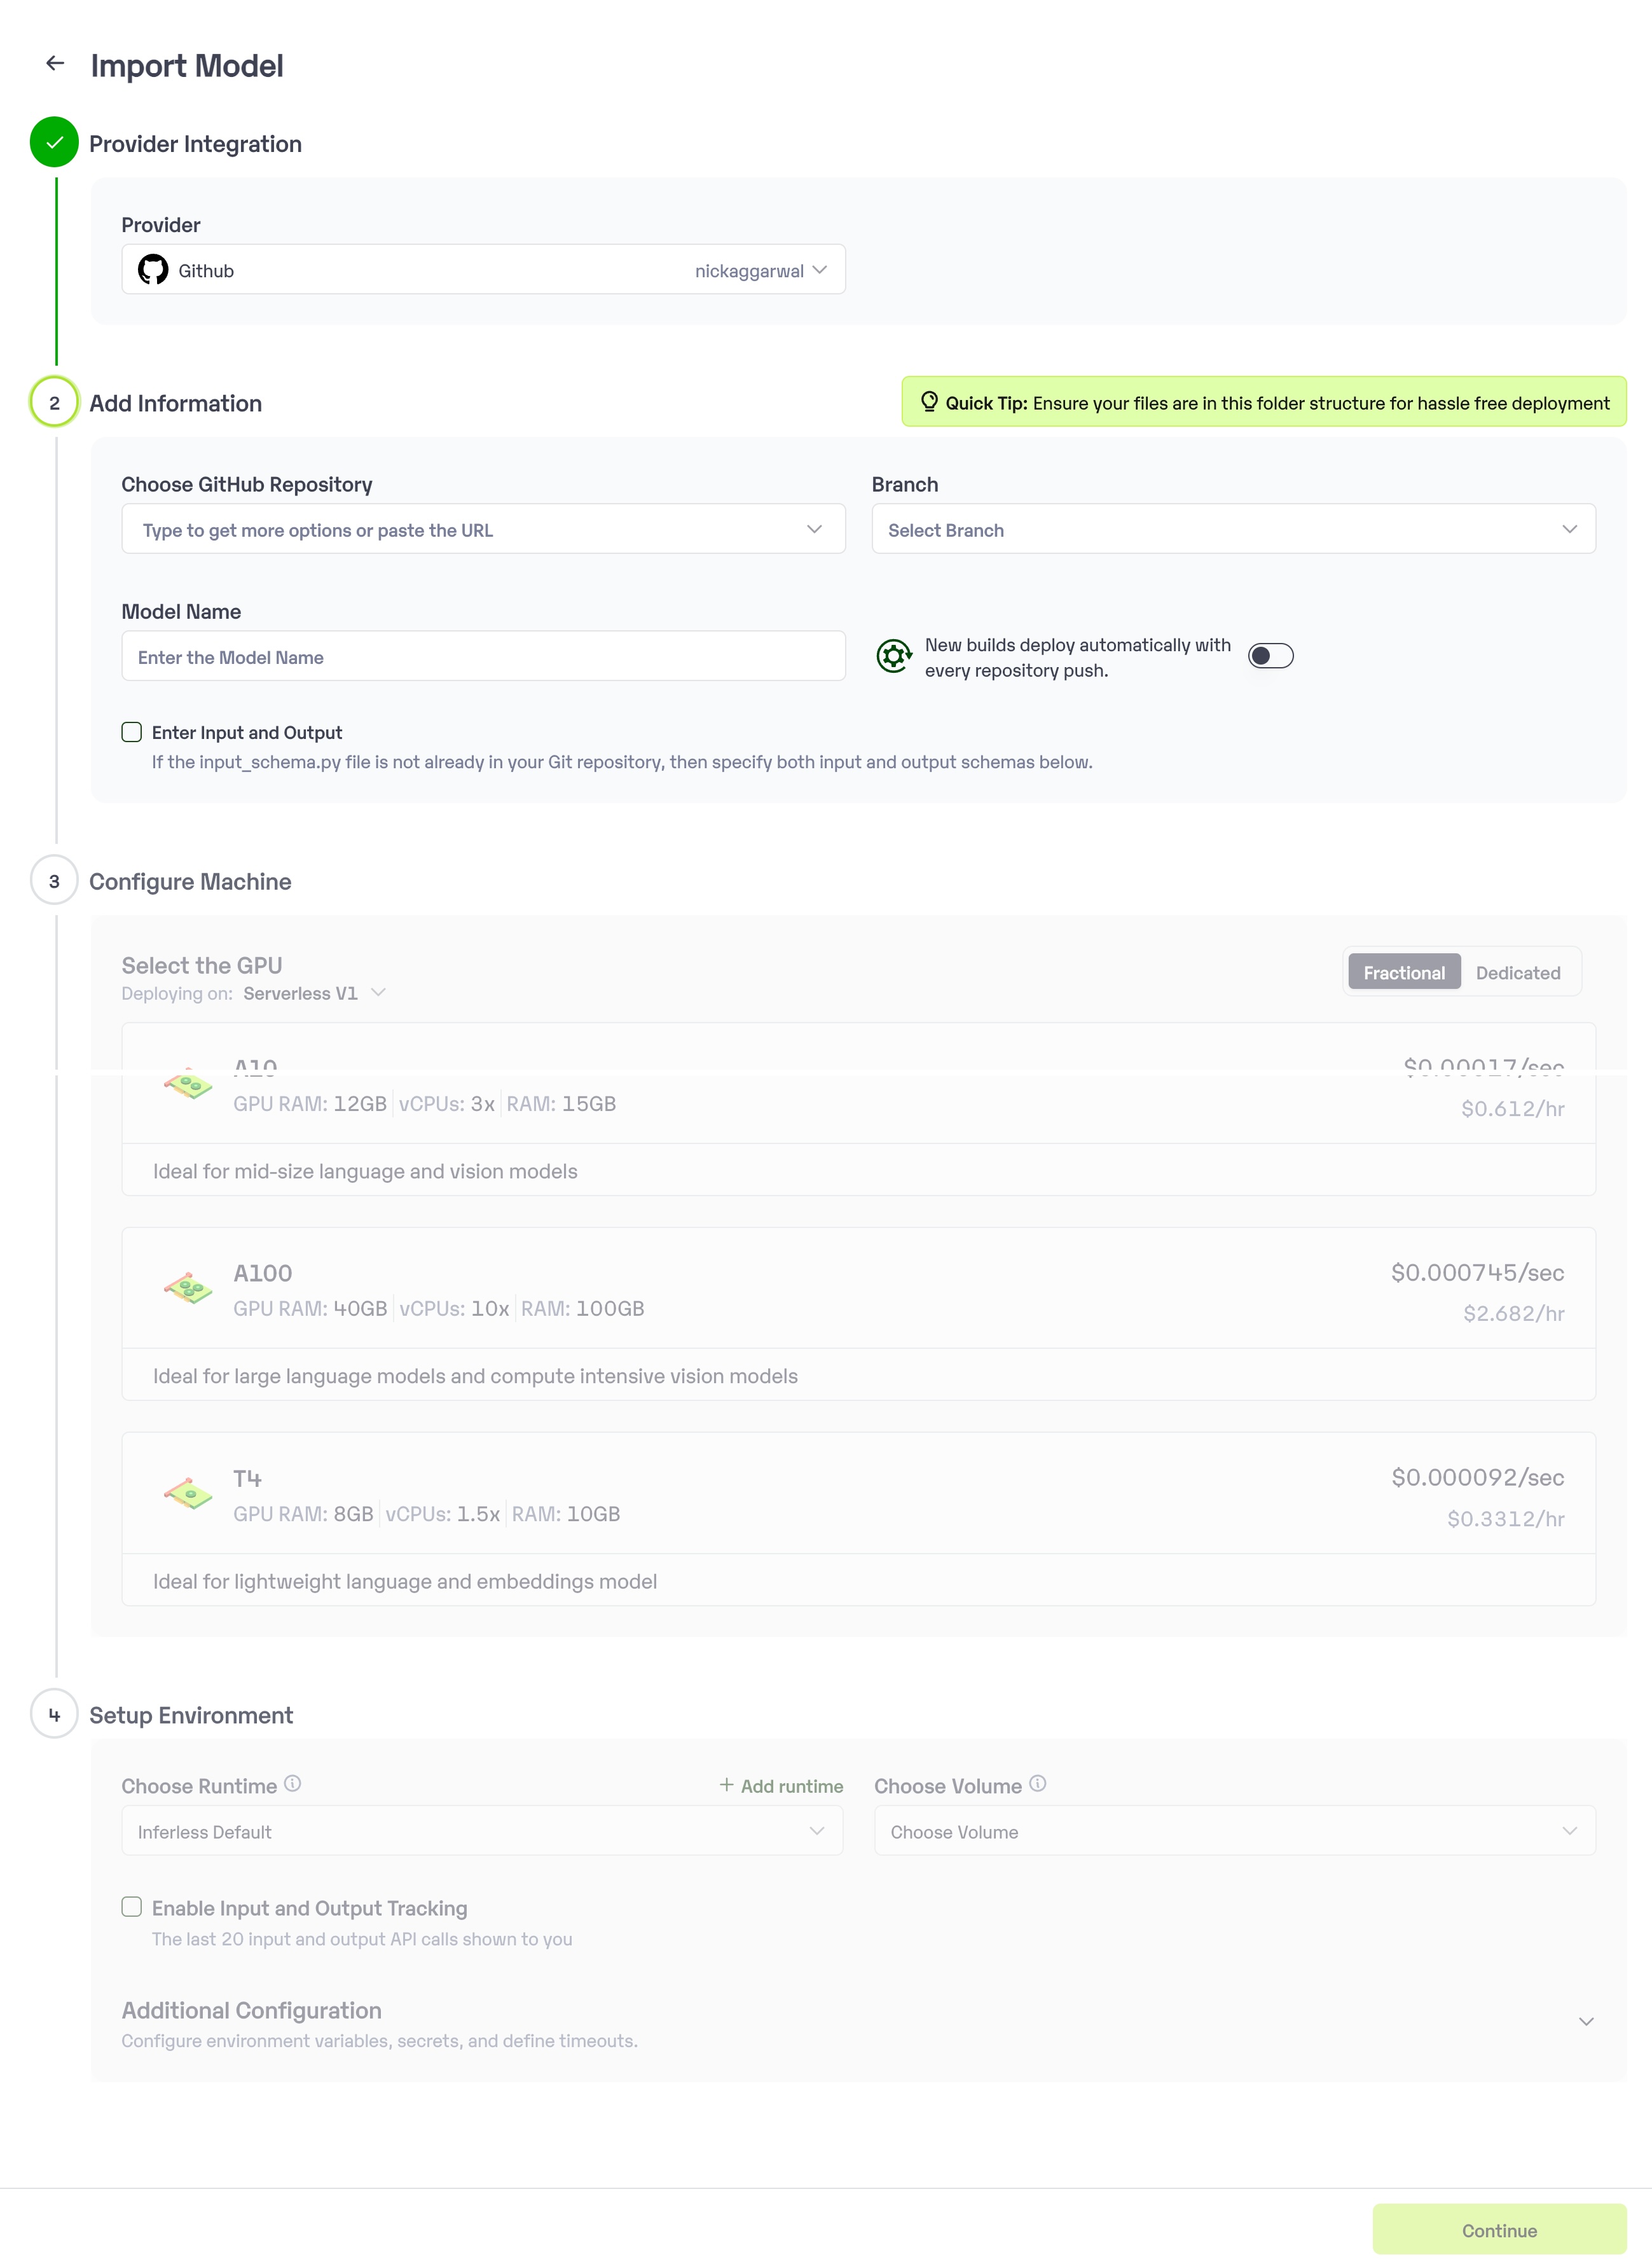 Import Model
Provider Integration
Provider
Github
nickaggarwal
2
Add Information
Quick Tip: Ensure your files are in this folder structure for hassle free deployment
Choose GitHub Repository
Branch
Type to get more options or paste the URL
Select Branch
Model Name
Enter the Model Name
New builds deploy automatically with
every repository push.
Enter Input and Output
If the input_schema.py file is not already in your Git repository, then specify both input and output schemas below.
3
Configure Machine
Select the GPU
Deploying on: Serverless V1
Fractional
Dedicated
A10
$0.00017/sec
GPU RAM: 12GB vCPUs: 3x RAM: 15GB
$0.612/hr
Ideal for mid-size language and vision models
A100
$0.000745/sec
GPU RAM: 40GB vCPUs: 10x RAM: 100GB
$2.682/hr
Ideal for large language models and compute intensive vision models
T4
$0.000092/sec
GPU RAM: 8GB vCPUs: 1.5x RAM: 10GB
$0.3312/hr
Ideal for lightweight language and embeddings model
4
Setup Environment
Choose Runtime
+ Add runtime
Choose Volume
Inferless Default
Choose Volume
Enable Input and Output Tracking
The last 20 input and output API calls shown to you
Additional Configuration
Configure environment variables, secrets, and define timeouts.
Continue